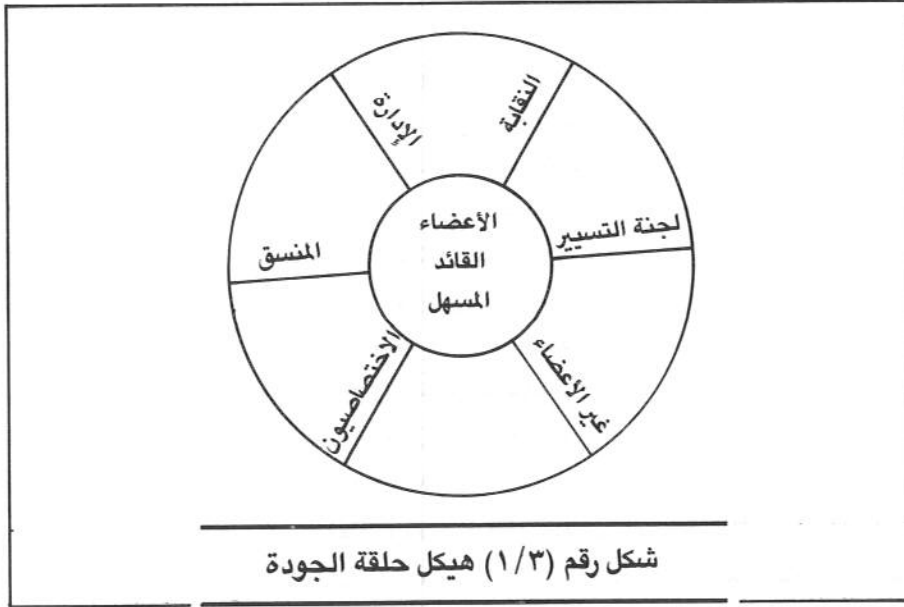 النقابة
الإدارة
لجنة التسيير
المنسق
الأعضاء
القائد
المسهل
غير الأعضاء
الاختصاصيون
شكل رقم (٣/١) هيكل حلقة الجودة